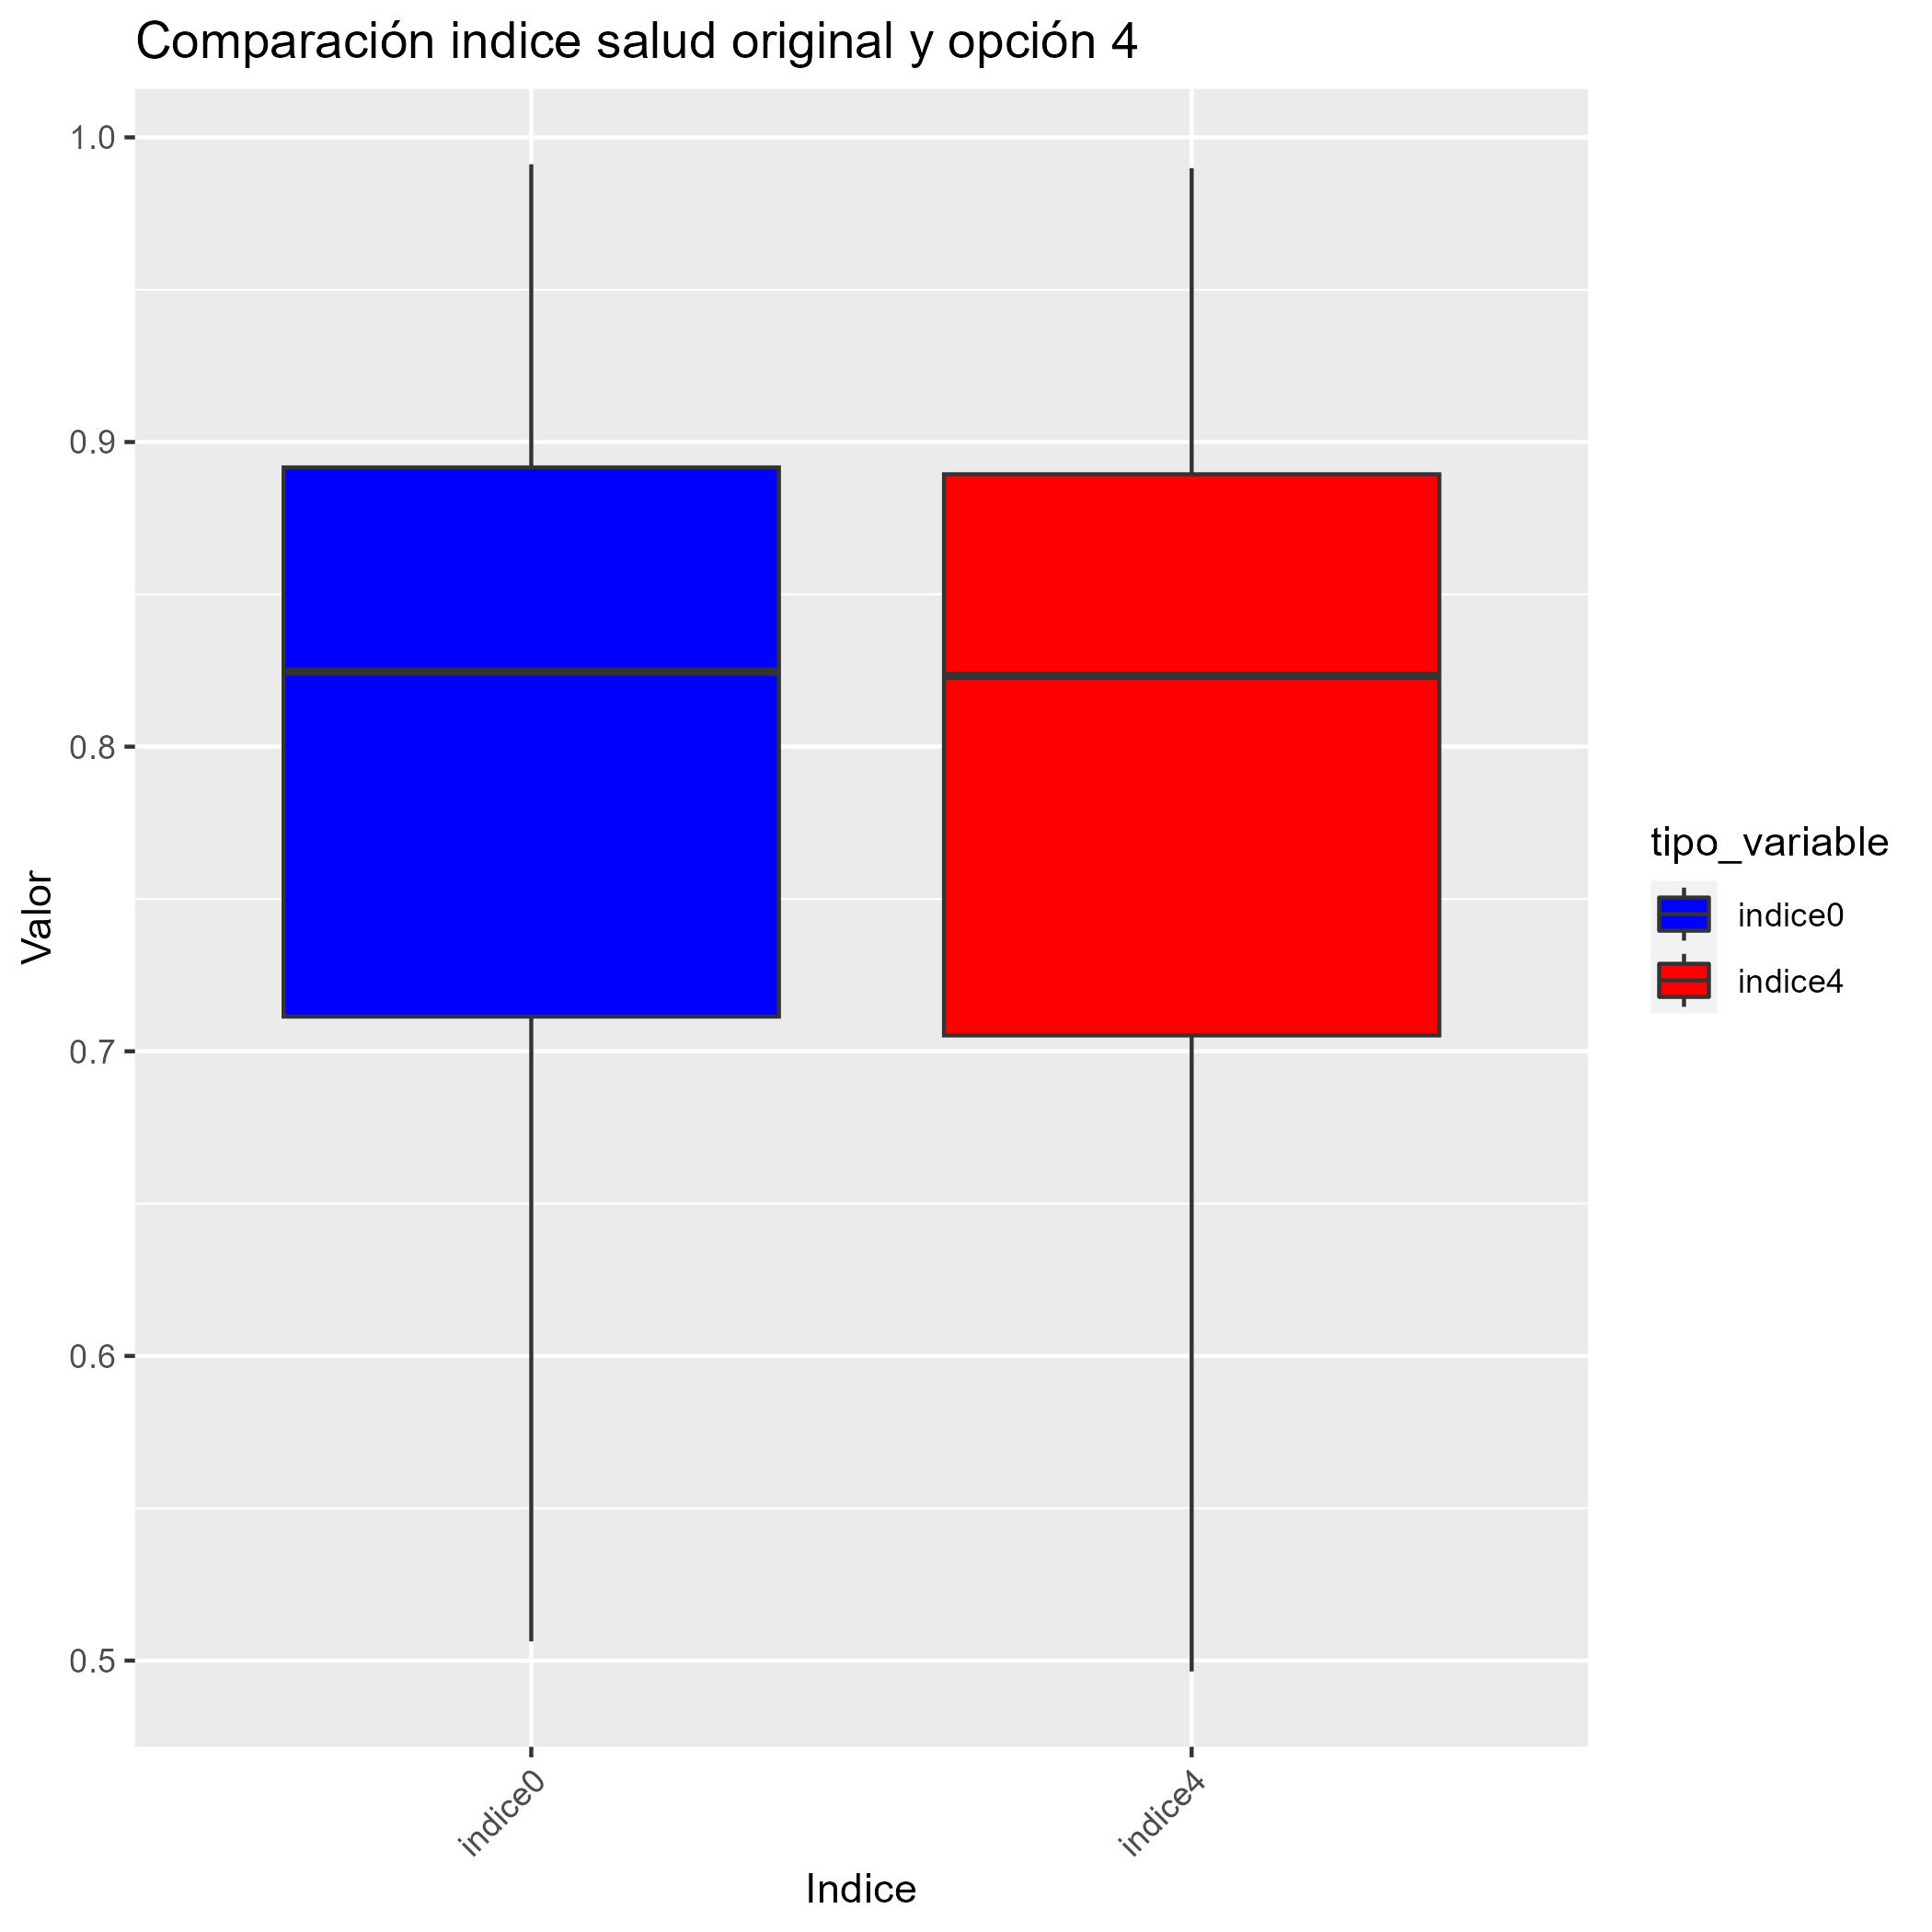 Comparación indice salud original y opción 4
1.0
0.9
0.8
0.7
0.6
0.5
Valor
indice0
indice4
Indice
tipo_variable
indice0
indice4